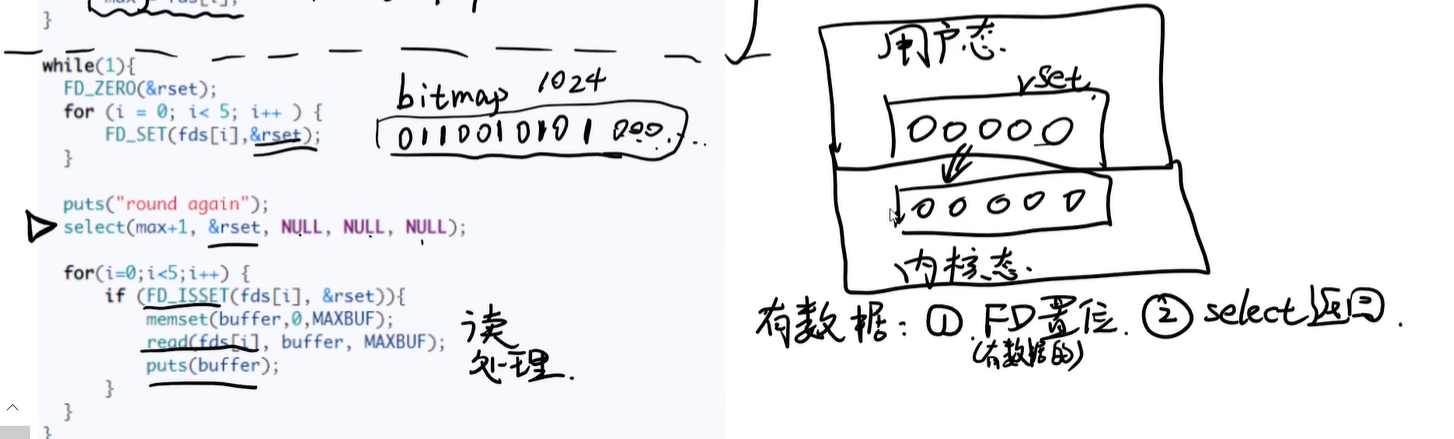 }
while(1){
FD_ZERO(&rset);
for (i = 0; i< 5; i++ ) {
FD_SET(fds[i],&rset);
}
puts("round again");
select(max+1, &rset, NULL, NULL, NULL);
for(i=0;i<5;i++) {
if (FD_ISSET(fds[i], &rset)){
memset(buffer,0,MAXBUF);
read(fds[i], buffer, MAXBUF);
puts(buffer);
}
}
}
bitmap 1024
0110010101 000...
读
处理.
用户态.
rset
00000
00000
内核态.
有数据: ① FD置位. ② select返回.
(有数据的)